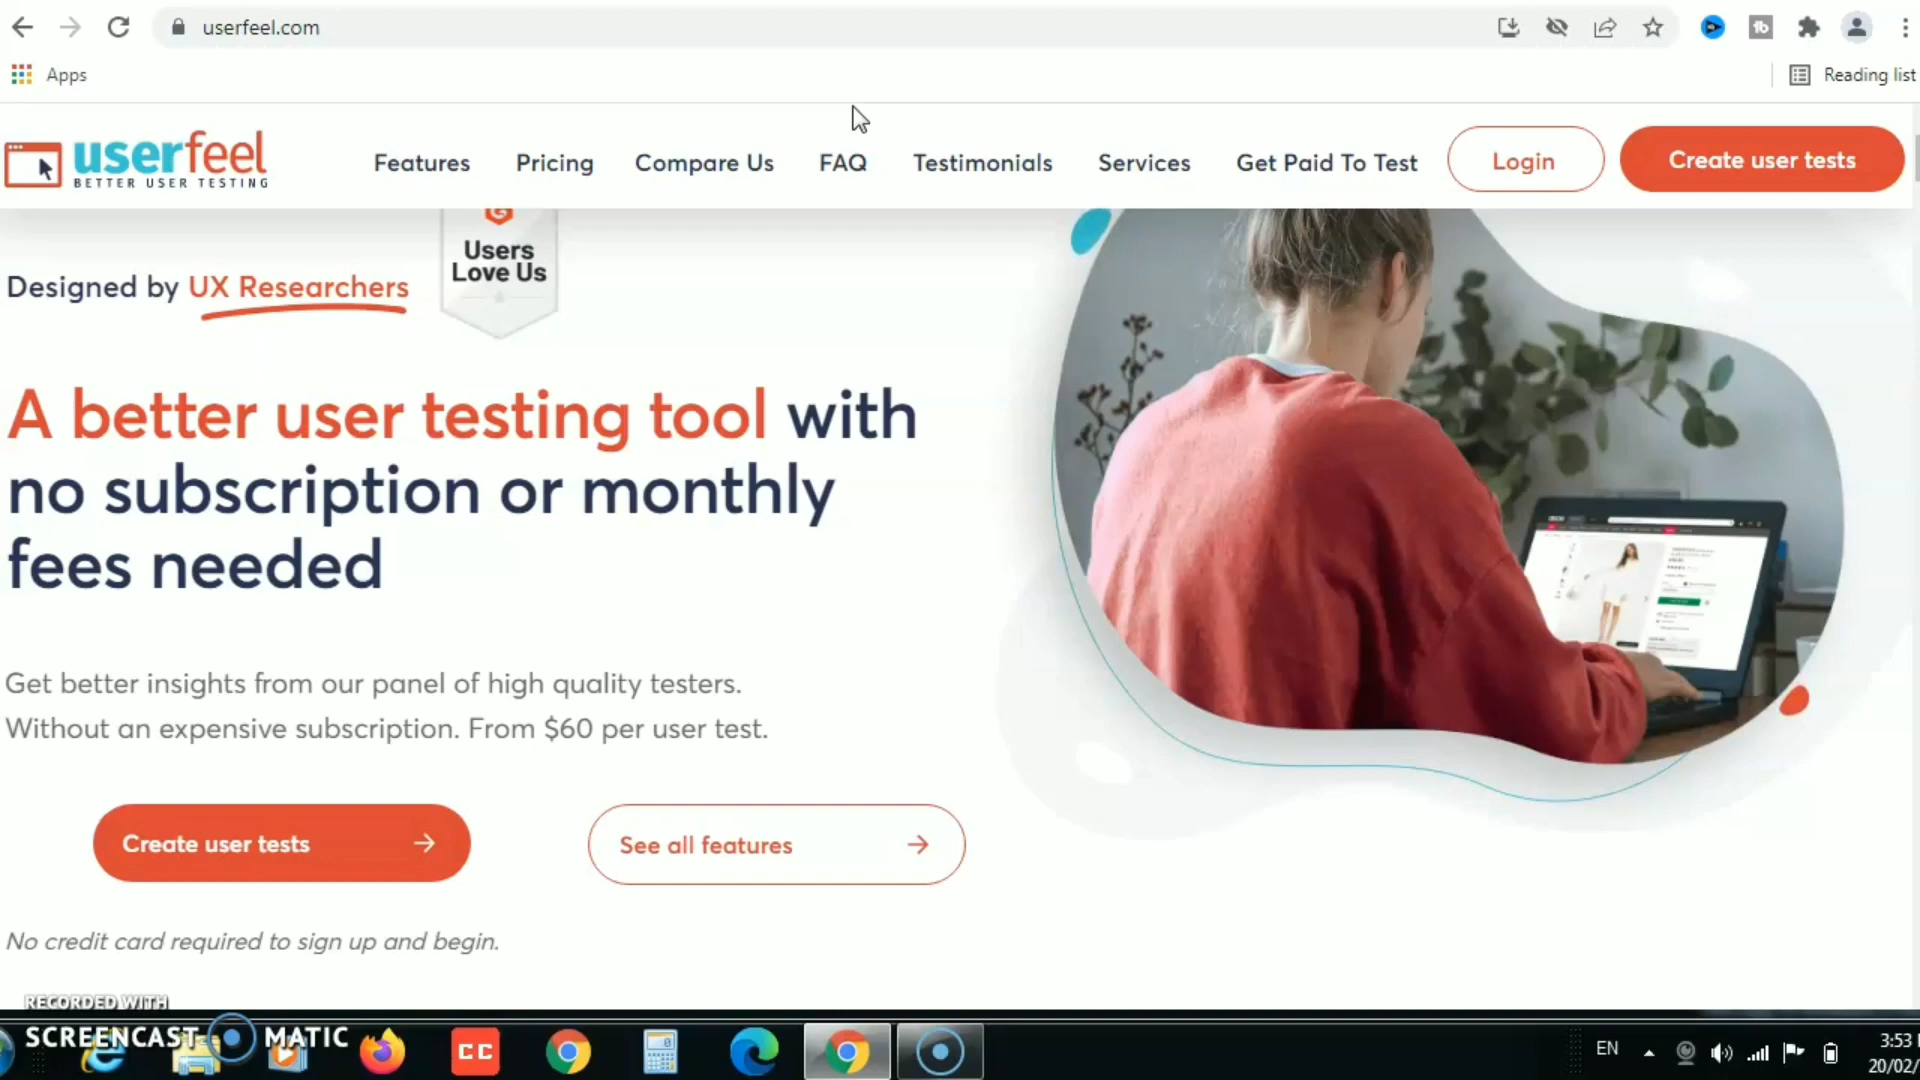 userfeel.com
Apps
Reading list
userfeel
BETTER USER TESTING
Features
Pricing
Compare Us
FAQ
Testimonials
Services
Get Paid To Test
Login
Create user tests
Users
Love Us
Designed by UX Researchers
A better user testing tool with
no subscription or monthly
fees needed
Get better insights from our panel of high quality testers.
Without an expensive subscription. From $60 per user test.
Create user tests
See all features
No credit card required to sign up and begin.
RECORDED WITH
SCREENCAST MATIC
CC
EN
3:53
20/02/